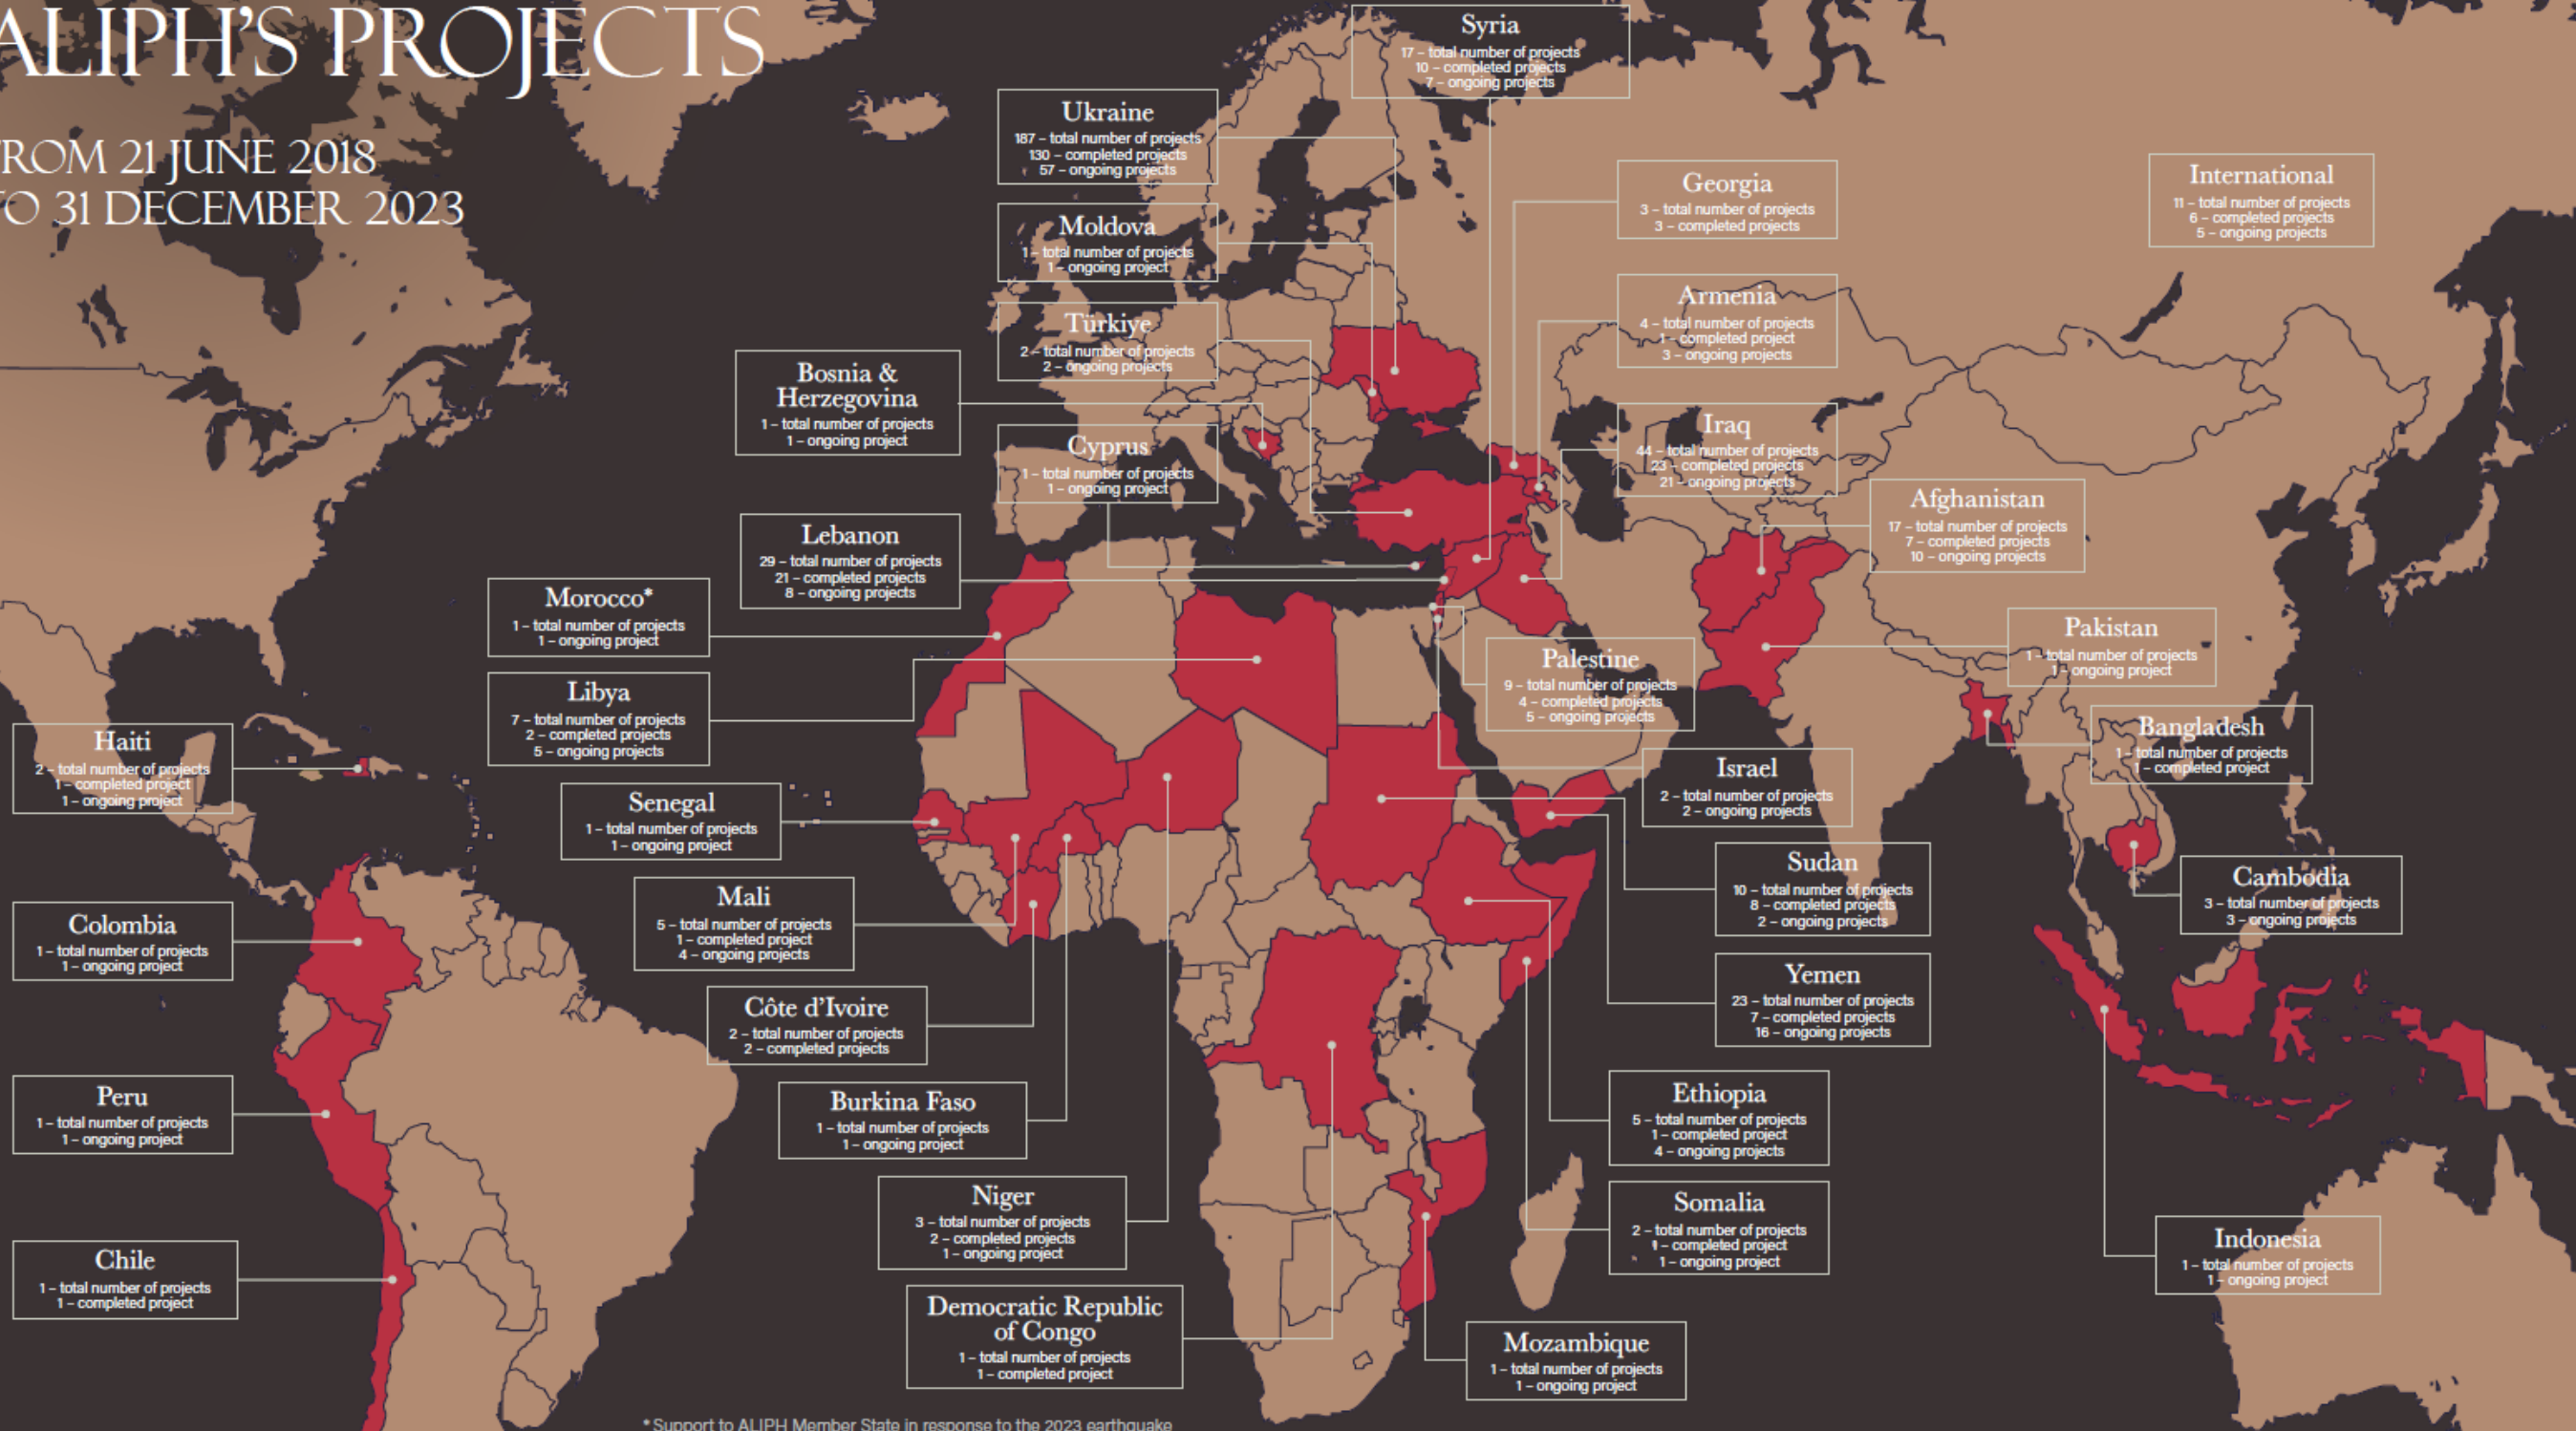 ALIPH'S PROJECTS
ROM 21 JUNE 2018
TO 31 DECEMBER 2023
Syria
17 – total number of projects
10 – completed projects
7 – ongoing projects
Ukraine
187 – total number of projects
130 – completed projects
57 – ongoing projects
Moldova
1 – total number of projects
1 – ongoing project
Türkiye
2 – total number of projects
2 – ongoing projects
Bosnia &
Herzegovina
1 – total number of projects
1 – ongoing project
Cyprus
1 – total number of projects
1 – ongoing project
Lebanon
29 – total number of projects
21 – completed projects
8 – ongoing projects
Morocco*
1 – total number of projects
1 – ongoing project
Libya
7 – total number of projects
2 – completed projects
5 – ongoing projects
Haiti
2 – total number of projects
1 – completed project
1 – ongoing project
Senegal
1 – total number of projects
1 – ongoing project
Mali
5 – total number of projects
1 – completed project
4 – ongoing projects
Colombia
1 – total number of projects
1 – ongoing project
Côte d'Ivoire
2 – total number of projects
2 – completed projects
Peru
1 – total number of projects
1 – ongoing project
Burkina Faso
1 – total number of projects
1 – ongoing project
Niger
3 – total number of projects
2 – completed projects
1 – ongoing project
Chile
1 – total number of projects
1 – completed project
Democratic Republic
of Congo
1 – total number of projects
1 – completed project
Georgia
3 – total number of projects
3 – completed projects
International
11 – total number of projects
6 – completed projects
5 – ongoing projects
Armenia
4 – total number of projects
1 – completed project
3 – ongoing projects
Iraq
44 – total number of projects
23 – completed projects
21 – ongoing projects
Afghanistan
17 – total number of projects
7 – completed projects
10 – ongoing projects
Pakistan
1 – total number of projects
1 – ongoing project
Palestine
9 – total number of projects
4 – completed projects
5 – ongoing projects
Bangladesh
1 – total number of projects
1 – completed project
Israel
2 – total number of projects
2 – ongoing projects
Sudan
10 – total number of projects
8 – completed projects
2 – ongoing projects
Cambodia
3 – total number of projects
3 – ongoing projects
Yemen
23 – total number of projects
7 – completed projects
16 – ongoing projects
Ethiopia
5 – total number of projects
1 – completed project
4 – ongoing projects
Somalia
2 – total number of projects
1 – completed project
1 – ongoing project
Indonesia
1 – total number of projects
1 – ongoing project
Mozambique
1 – total number of projects
1 – ongoing project
* Support to ALIPH Member State in response to the 2023 earthquake